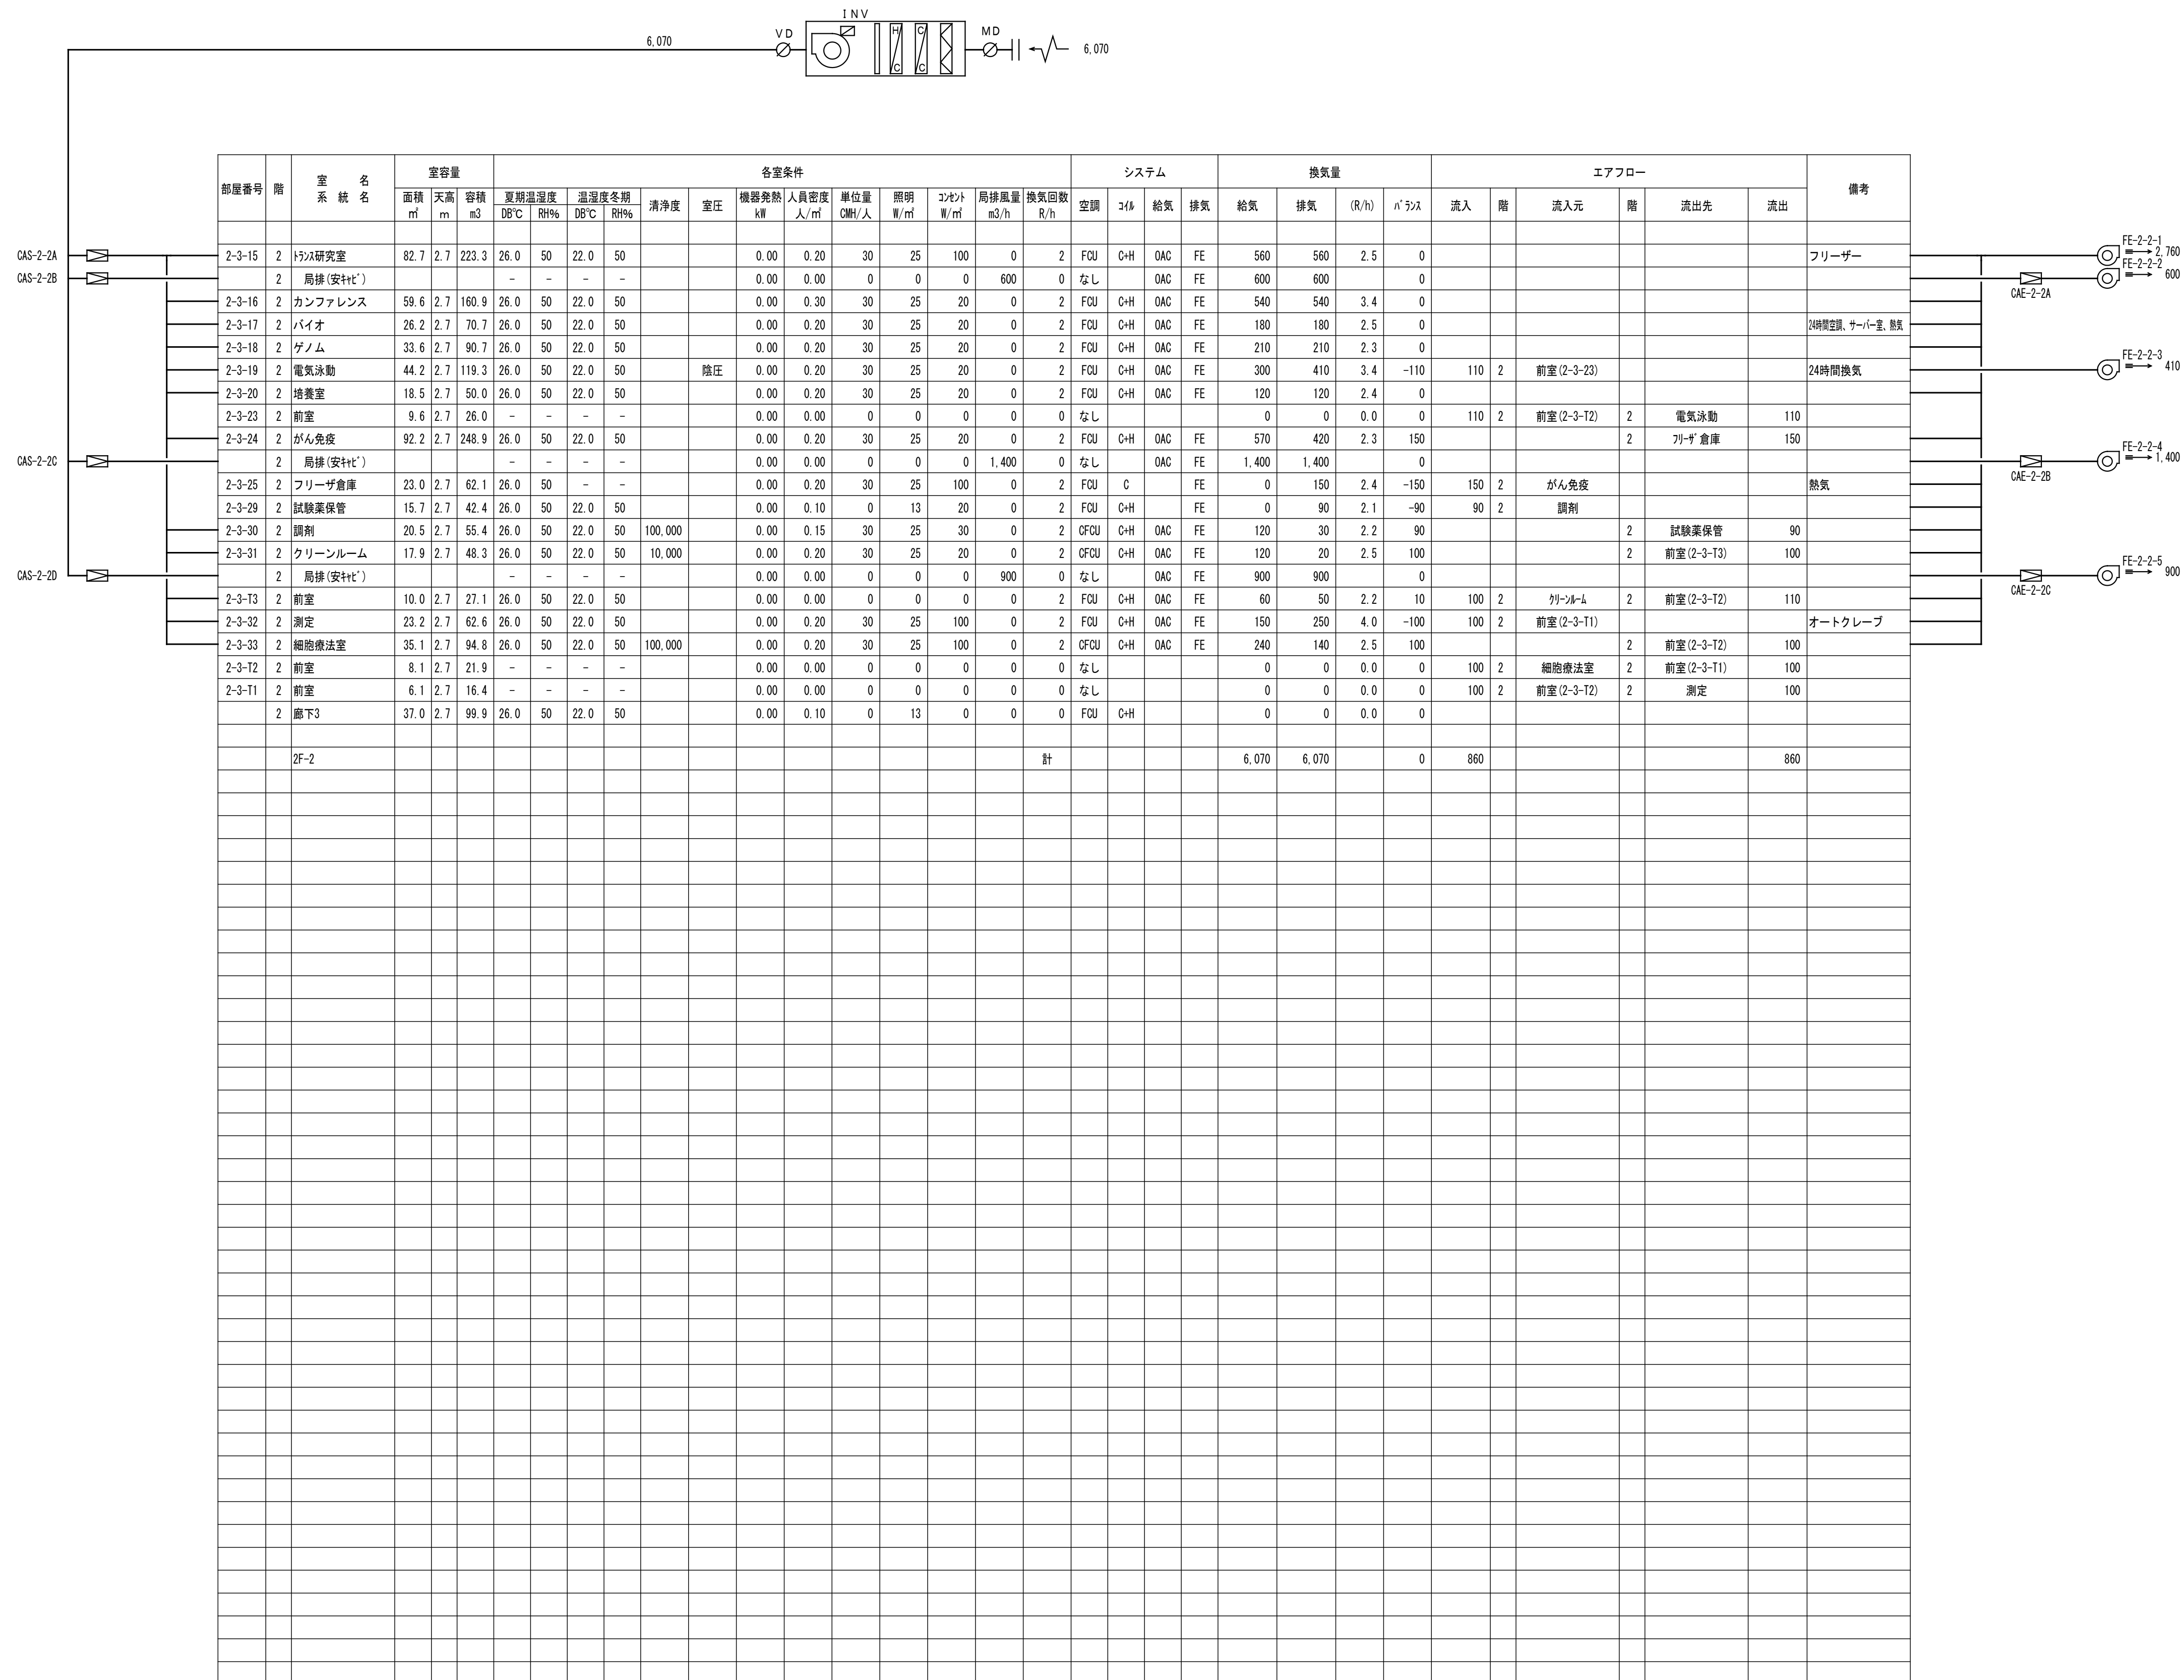 INV
VD
MD
6,070
6,070
H
C
C
C
部屋番号 階 室 名 系 統 名 室容量 各室条件 システム 換気量 エアフロー 備考
面積 ㎡ 天高 m 容積 m3 夏期温湿度 温湿度冬期 清浄度 室圧 機器発熱 kW 人員密度 人/㎡ 単位量 CMH/人 照明 W/㎡ ｺﾝｾﾝﾄ W/㎡ 局排風量 m3/h 換気回数 R/h 空調 ｺｲﾙ 給気 排気 給気 排気 (R/h) ﾊﾞﾗﾝｽ 流入 階 流入元 階 流出先 流出
DB℃ RH% DB℃ RH%
CAS-2-2A 2-3-15 2 ﾄﾗﾝｽ研究室 82.7 2.7 223.3 26.0 50 22.0 50 0.00 0.20 30 25 100 0 2 FCU C+H OAC FE 560 560 2.5 0 フリーザー FE-2-2-1 2,760
CAS-2-2B 2 局排(安ｷｬﾋﾞ) - - - - 0.00 0.00 0 0 0 600 0 なし OAC FE 600 600 0 CAE-2-2A FE-2-2-2 600
2-3-16 2 カンファレンス 59.6 2.7 160.9 26.0 50 22.0 50 0.00 0.30 30 25 20 0 2 FCU C+H OAC FE 540 540 3.4 0
2-3-17 2 バイオ 26.2 2.7 70.7 26.0 50 22.0 50 0.00 0.20 30 25 20 0 2 FCU C+H OAC FE 180 180 2.5 0 24時間空調、サーバー室、熱気
2-3-18 2 ゲノム 33.6 2.7 90.7 26.0 50 22.0 50 0.00 0.20 30 25 20 0 2 FCU C+H OAC FE 210 210 2.3 0
2-3-19 2 電気泳動 44.2 2.7 119.3 26.0 50 22.0 50 陰圧 0.00 0.20 30 25 20 0 2 FCU C+H OAC FE 300 410 3.4 -110 110 2 前室(2-3-23) 24時間換気 FE-2-2-3 410
2-3-20 2 培養室 18.5 2.7 50.0 26.0 50 22.0 50 0.00 0.20 30 25 20 0 2 FCU C+H OAC FE 120 120 2.4 0
2-3-23 2 前室 9.6 2.7 26.0 - - - - 0.00 0.00 0 0 0 0 0 なし 0 0 0.0 0 110 2 前室(2-3-T2) 2 電気泳動 110
2-3-24 2 がん免疫 92.2 2.7 248.9 26.0 50 22.0 50 0.00 0.20 30 25 20 0 2 FCU C+H OAC FE 570 420 2.3 150 2 ﾌﾘｰｻﾞ倉庫 150
CAS-2-2C 2 局排(安ｷｬﾋﾞ) - - - - 0.00 0.00 0 0 0 1,400 0 なし OAC FE 1,400 1,400 0 CAE-2-2B FE-2-2-4 1,400
2-3-25 2 フリーザ倉庫 23.0 2.7 62.1 26.0 50 - - 0.00 0.20 30 25 100 0 2 FCU C FE 0 150 2.4 -150 150 2 がん免疫 熱気
2-3-29 2 試験薬保管 15.7 2.7 42.4 26.0 50 22.0 50 0.00 0.10 0 13 20 0 2 FCU C+H FE 0 90 2.1 -90 90 2 調剤
2-3-30 2 調剤 20.5 2.7 55.4 26.0 50 22.0 50 100,000 0.00 0.15 30 25 30 0 2 CFCU C+H OAC FE 120 30 2.2 90 2 試験薬保管 90
2-3-31 2 クリーンルーム 17.9 2.7 48.3 26.0 50 22.0 50 10,000 0.00 0.20 30 25 20 0 2 CFCU C+H OAC FE 120 20 2.5 100 2 前室(2-3-T3) 100
CAS-2-2D 2 局排(安ｷｬﾋﾞ) - - - - 0.00 0.00 0 0 0 900 0 なし OAC FE 900 900 0 CAE-2-2C FE-2-2-5 900
2-3-T3 2 前室 10.0 2.7 27.1 26.0 50 22.0 50 0.00 0.00 0 0 0 0 2 FCU C+H OAC FE 60 50 2.2 10 100 2 ｸﾘｰﾝﾙｰﾑ 2 前室(2-3-T2) 110
2-3-32 2 測定 23.2 2.7 62.6 26.0 50 22.0 50 0.00 0.20 30 25 100 0 2 FCU C+H OAC FE 150 250 4.0 -100 100 2 前室(2-3-T1) オートクレーブ
2-3-33 2 細胞療法室 35.1 2.7 94.8 26.0 50 22.0 50 100,000 0.00 0.20 30 25 100 0 2 CFCU C+H OAC FE 240 140 2.5 100 2 前室(2-3-T2) 100
2-3-T2 2 前室 8.1 2.7 21.9 - - - - 0.00 0.00 0 0 0 0 0 なし 0 0 0.0 0 100 2 細胞療法室 2 前室(2-3-T1) 100
2-3-T1 2 前室 6.1 2.7 16.4 - - - - 0.00 0.00 0 0 0 0 0 なし 0 0 0.0 0 100 2 前室(2-3-T2) 2 測定 100
2 廊下3 37.0 2.7 99.9 26.0 50 22.0 50 0.00 0.10 0 13 0 0 0 FCU C+H 0 0 0.0 0
2F-2 計 6,070 6,070 0 860 860